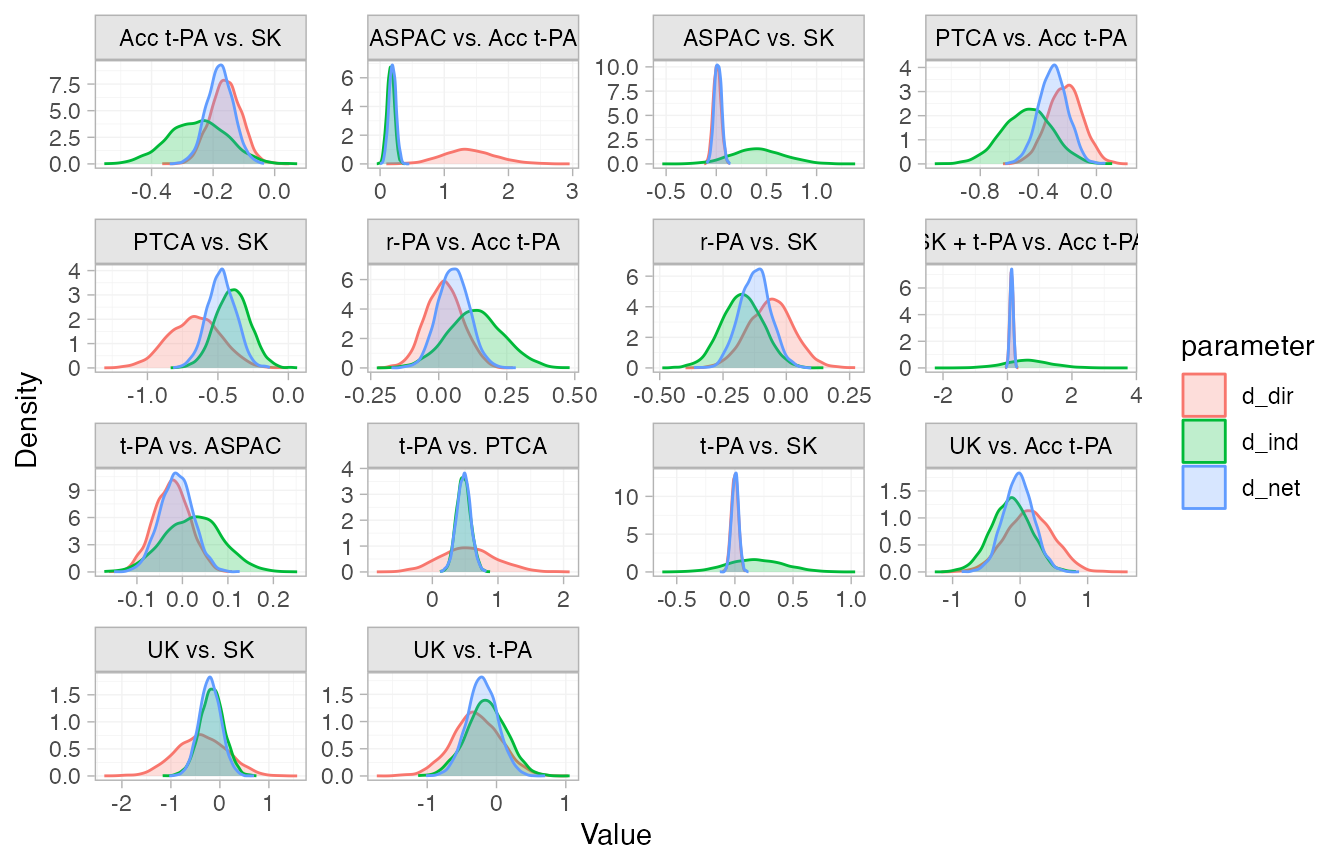 Acc t-PA vs. SK
ASPAC vs. Acc t-PA
ASPAC vs. SK
PTCA vs. Acc t-PA
7.5
5.0
2.5
0.0
-0.4 -0.2 0.0
6
4
2
0
0 1 2 3
10.0
7.5
5.0
2.5
0.0
-0.5 0.0 0.5 1.0
4
3
2
1
0
-0.8 -0.4 0.0
PTCA vs. SK
r-PA vs. Acc t-PA
r-PA vs. SK
SK + t-PA vs. Acc t-PA
4
3
2
1
0
-1.0 -0.5 0.0
6
4
2
0
-0.25 0.00 0.25 0.50
6
4
2
0
-0.50 -0.25 0.00 0.25
6
4
2
0
-2 0 2 4
t-PA vs. ASPAC
t-PA vs. PTCA
t-PA vs. SK
UK vs. Acc t-PA
9
6
3
0
-0.1 0.0 0.1 0.2
4
3
2
1
0
0 1 2
10
5
0
-0.5 0.0 0.5 1.0
1.5
1.0
0.5
0.0
-1 0 1
UK vs. SK
UK vs. t-PA
1.5
1.0
0.5
0.0
-2 -1 0 1
1.5
1.0
0.5
0.0
-1 0 1
Density
Value
parameter
d_dir
d_ind
d_net